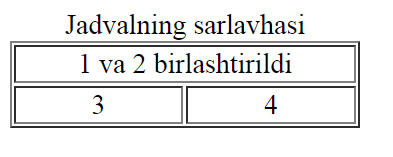 Jadvalning sarlavhasi
1 va 2 birlashtirildi
3 4